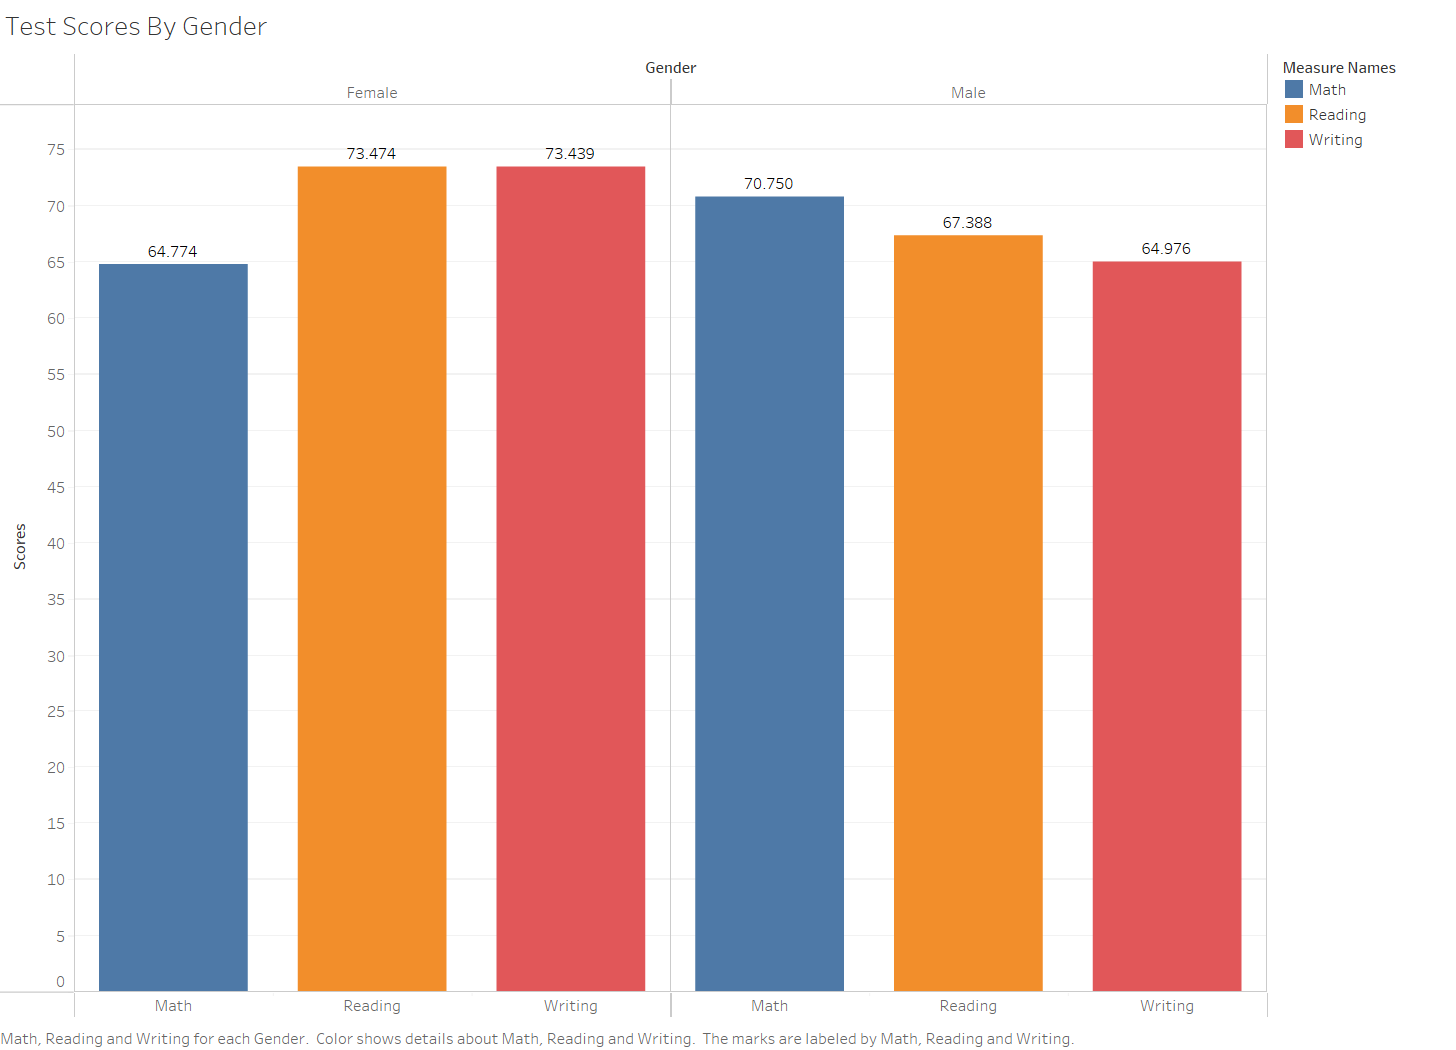 Test Scores By Gender
Gender
Female
Male
Measure Names
Math
Reading
Writing
Scores
75
70
65
60
55
50
45
40
35
30
25
20
15
10
5
0
64.774
73.474
73.439
70.750
67.388
64.976
Math
Reading
Writing
Math
Reading
Writing
Math, Reading and Writing for each Gender.  Color shows details about Math, Reading and Writing.  The marks are labeled by Math, Reading and Writing.